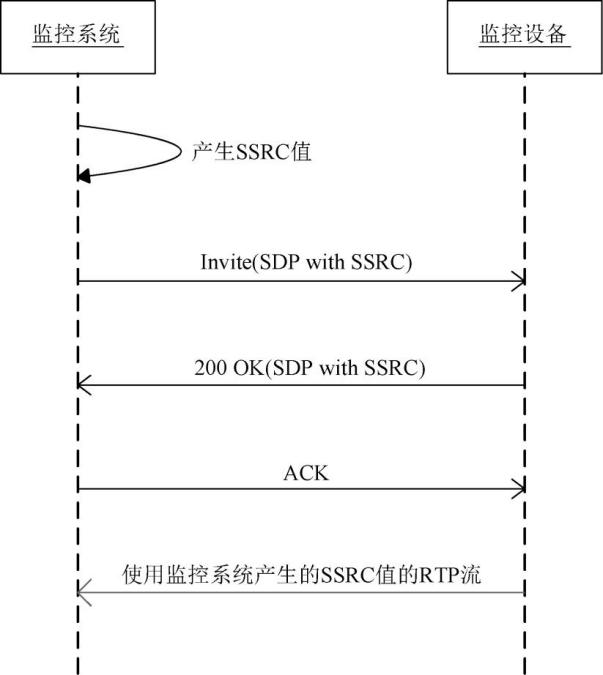 监控系统
监控设备
产生SSRC值
Invite(SDP with SSRC)
200 OK(SDP with SSRC)
ACK
使用监控系统产生的SSRC值的RTP流